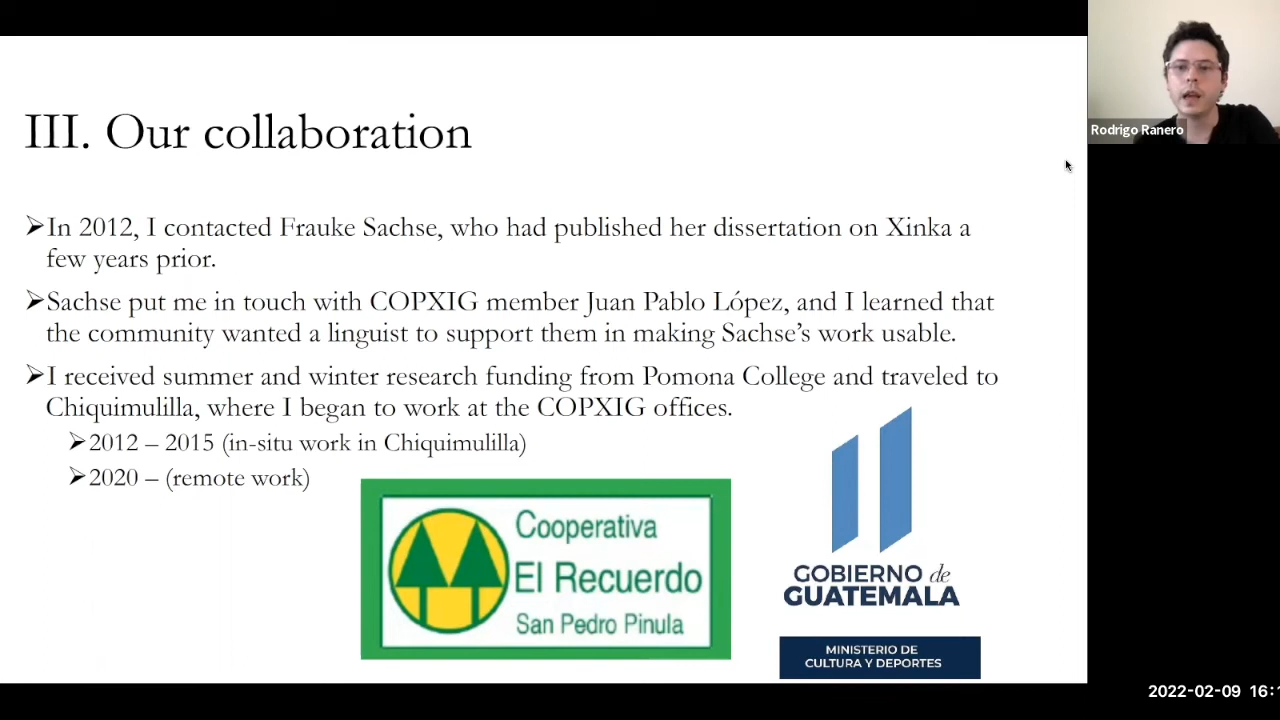 III. Our collaboration
Rodrigo Ranero
➢In 2012, I contacted Frauke Sachse, who had published her dissertation on Xinka a
few years prior.
➢Sachse put me in touch with COPXIG member Juan Pablo López, and I learned that
the community wanted a linguist to support them in making Sachse’s work usable.
➢I received summer and winter research funding from Pomona College and traveled to
Chiquimulilla, where I began to work at the COPXIG offices.
➢2012 – 2015 (in-situ work in Chiquimulilla)
➢2020 – (remote work)
Cooperativa
El Recuerdo
San Pedro Pinula
GOBIERNO de
GUATEMALA
MINISTERIO DE
CULTURA Y DEPORTES
2022-02-09